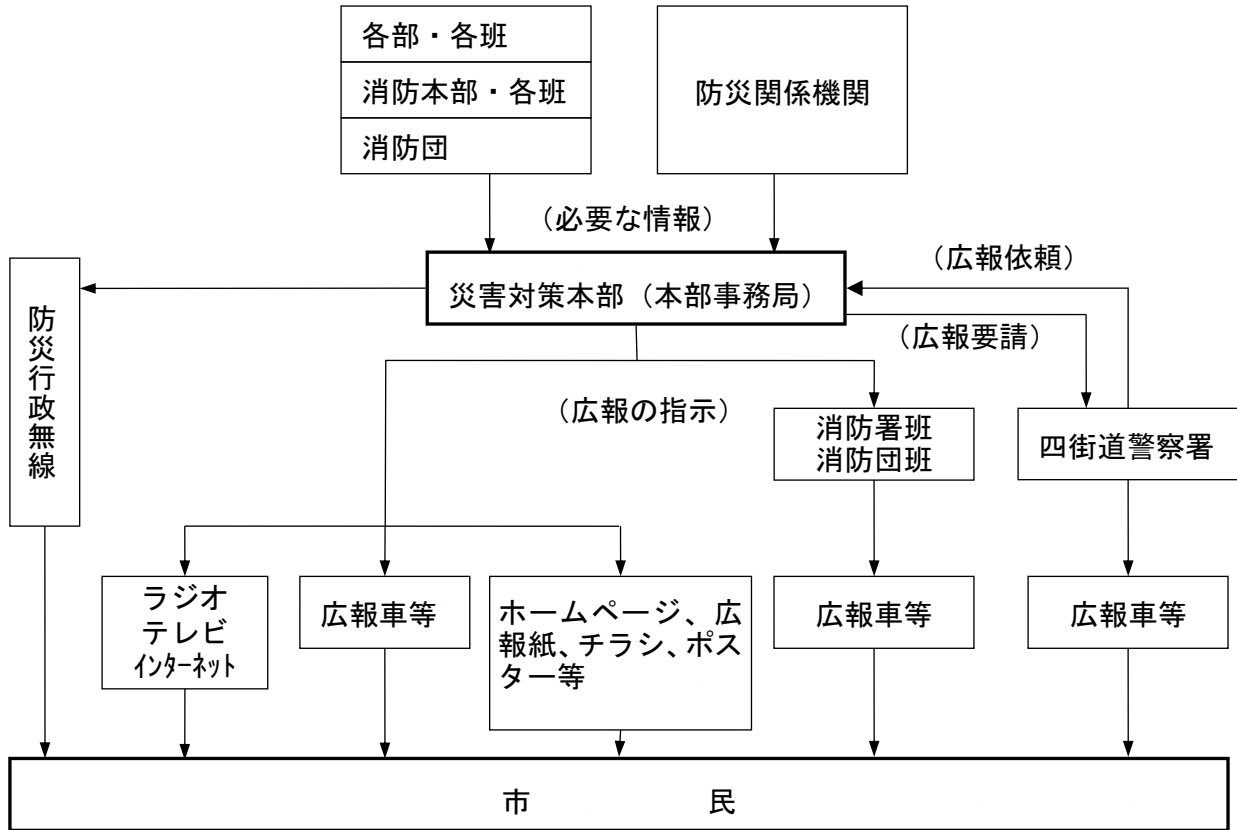 各部・各班
消防本部・各班
消防団
防災関係機関
（必要な情報）
（広報依頼）
災害対策本部（本部事務局）
（広報要請）
防災行政無線
（広報の指示）
消防署班
消防団班
四街道警察署
ラジオ
テレビ
インターネット
広報車等
ホームページ、広
報紙、チラシ、ポス
ター等
広報車等
広報車等
市　　　　　民